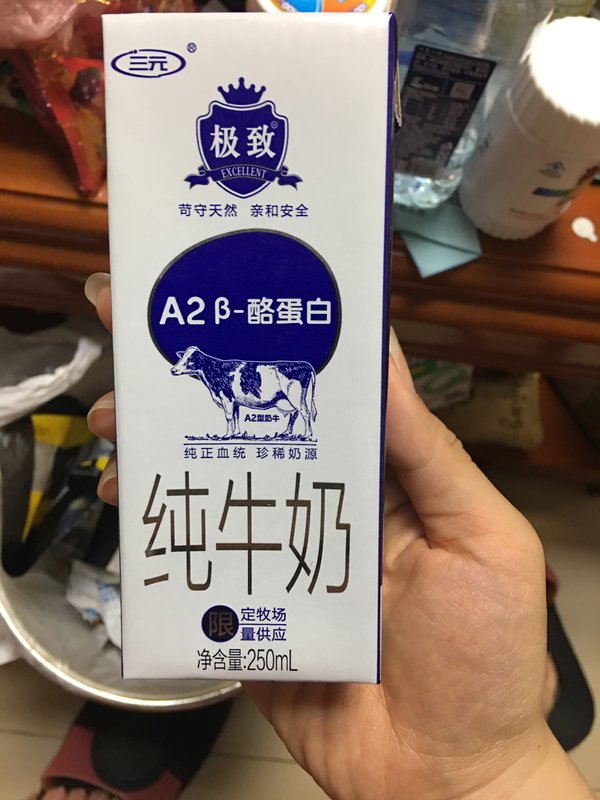 三元®
极致®
EXCELLENT
苛守天然 亲和安全
A2 β-酪蛋白
A2型奶牛
纯正血统 珍稀奶源
纯牛奶
限 定牧场
量供应
净含量:250mL